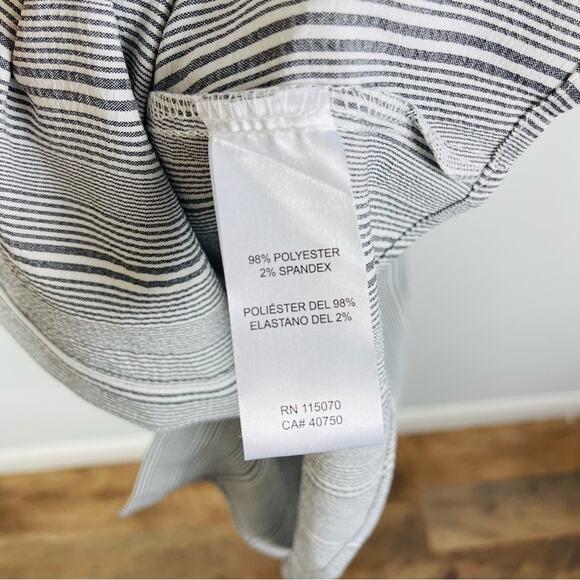 98% POLYESTER
2% SPANDEX
POLIÉSTER DEL 98%
ELASTANO DEL 2%
RN 115070
CA# 40750